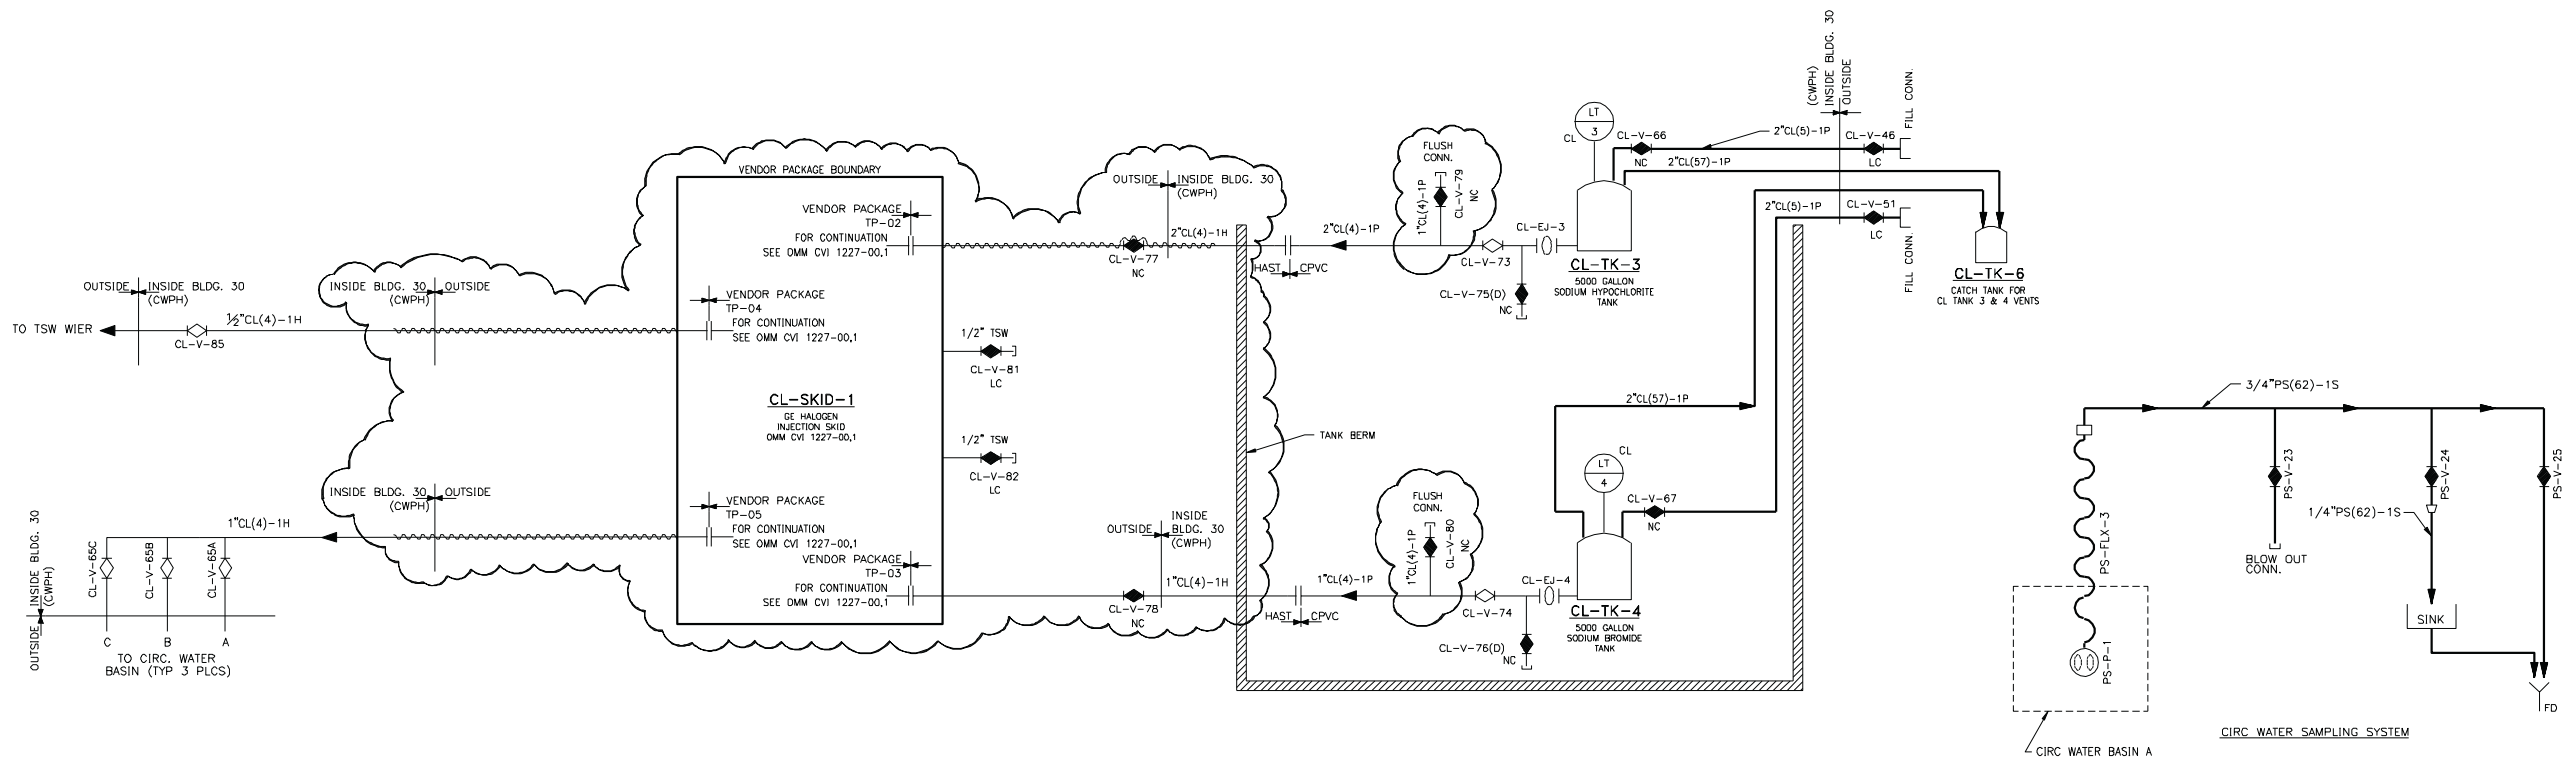 OUTSIDE
INSIDE BLDG. 30
(CWPH)
TO TSW WIER
CL-V-85
½"CL(4)-1H
INSIDE BLDG. 30
(CWPH)
OUTSIDE
VENDOR PACKAGE BOUNDARY
VENDOR PACKAGE
TP-02
FOR CONTINUATION
SEE OMM CVI 1227-00,1
VENDOR PACKAGE
TP-04
FOR CONTINUATION
SEE OMM CVI 1227-00,1
CL-SKID-1
GE HALOGEN
INJECTION SKID
OMM CVI 1227-00,1
VENDOR PACKAGE
TP-05
FOR CONTINUATION
SEE OMM CVI 1227-00,1
VENDOR PACKAGE
TP-03
FOR CONTINUATION
SEE OMM CVI 1227-00,1
1/2" TSW
CL-V-81
LC
1/2" TSW
CL-V-82
LC
INSIDE BLDG. 30
(CWPH)
OUTSIDE
1"CL(4)-1H
CL-V-65C
CL-V-65B
CL-V-65A
OUTSIDE
INSIDE BLDG. 30
(CWPH)
C
B
A
TO CIRC. WATER
BASIN (TYP 3 PLCS)
OUTSIDE
INSIDE BLDG. 30
(CWPH)
2"CL(4)-1H
CL-V-77
NC
HAST
CPVC
2"CL(4)-1P
FLUSH
CONN.
1"CL(4)-1P
CL-V-79
NC
CL-V-73
CL-EJ-3
CL-V-75(D)
NC
LT
3
CL
CL-TK-3
5000 GALLON
SODIUM HYPOCHLORITE
TANK
CL-V-66
NC
2"CL(5)-1P
2"CL(57)-1P
(CWPH)
INSIDE BLDG. 30
OUTSIDE
CL-V-46
LC
FILL CONN.
2"CL(5)-1P
CL-V-51
LC
FILL CONN.
CL-TK-6
CATCH TANK FOR
CL TANK 3 & 4 VENTS
TANK BERM
2"CL(57)-1P
OUTSIDE
INSIDE
BLDG. 30
(CWPH)
1"CL(4)-1H
CL-V-78
NC
HAST
CPVC
1"CL(4)-1P
FLUSH
CONN.
1"CL(4)-1P
CL-V-80
NC
CL-V-74
CL-EJ-4
CL-V-76(D)
NC
CL
LT
4
CL-V-67
NC
CL-TK-4
5000 GALLON
SODIUM BROMIDE
TANK
3/4"PS(62)-1S
PS-FLX-3
PS-P-1
CIRC WATER BASIN A
PS-V-23
BLOW OUT
CONN.
PS-V-24
1/4"PS(62)-1S
SINK
PS-V-25
FD
CIRC WATER SAMPLING SYSTEM